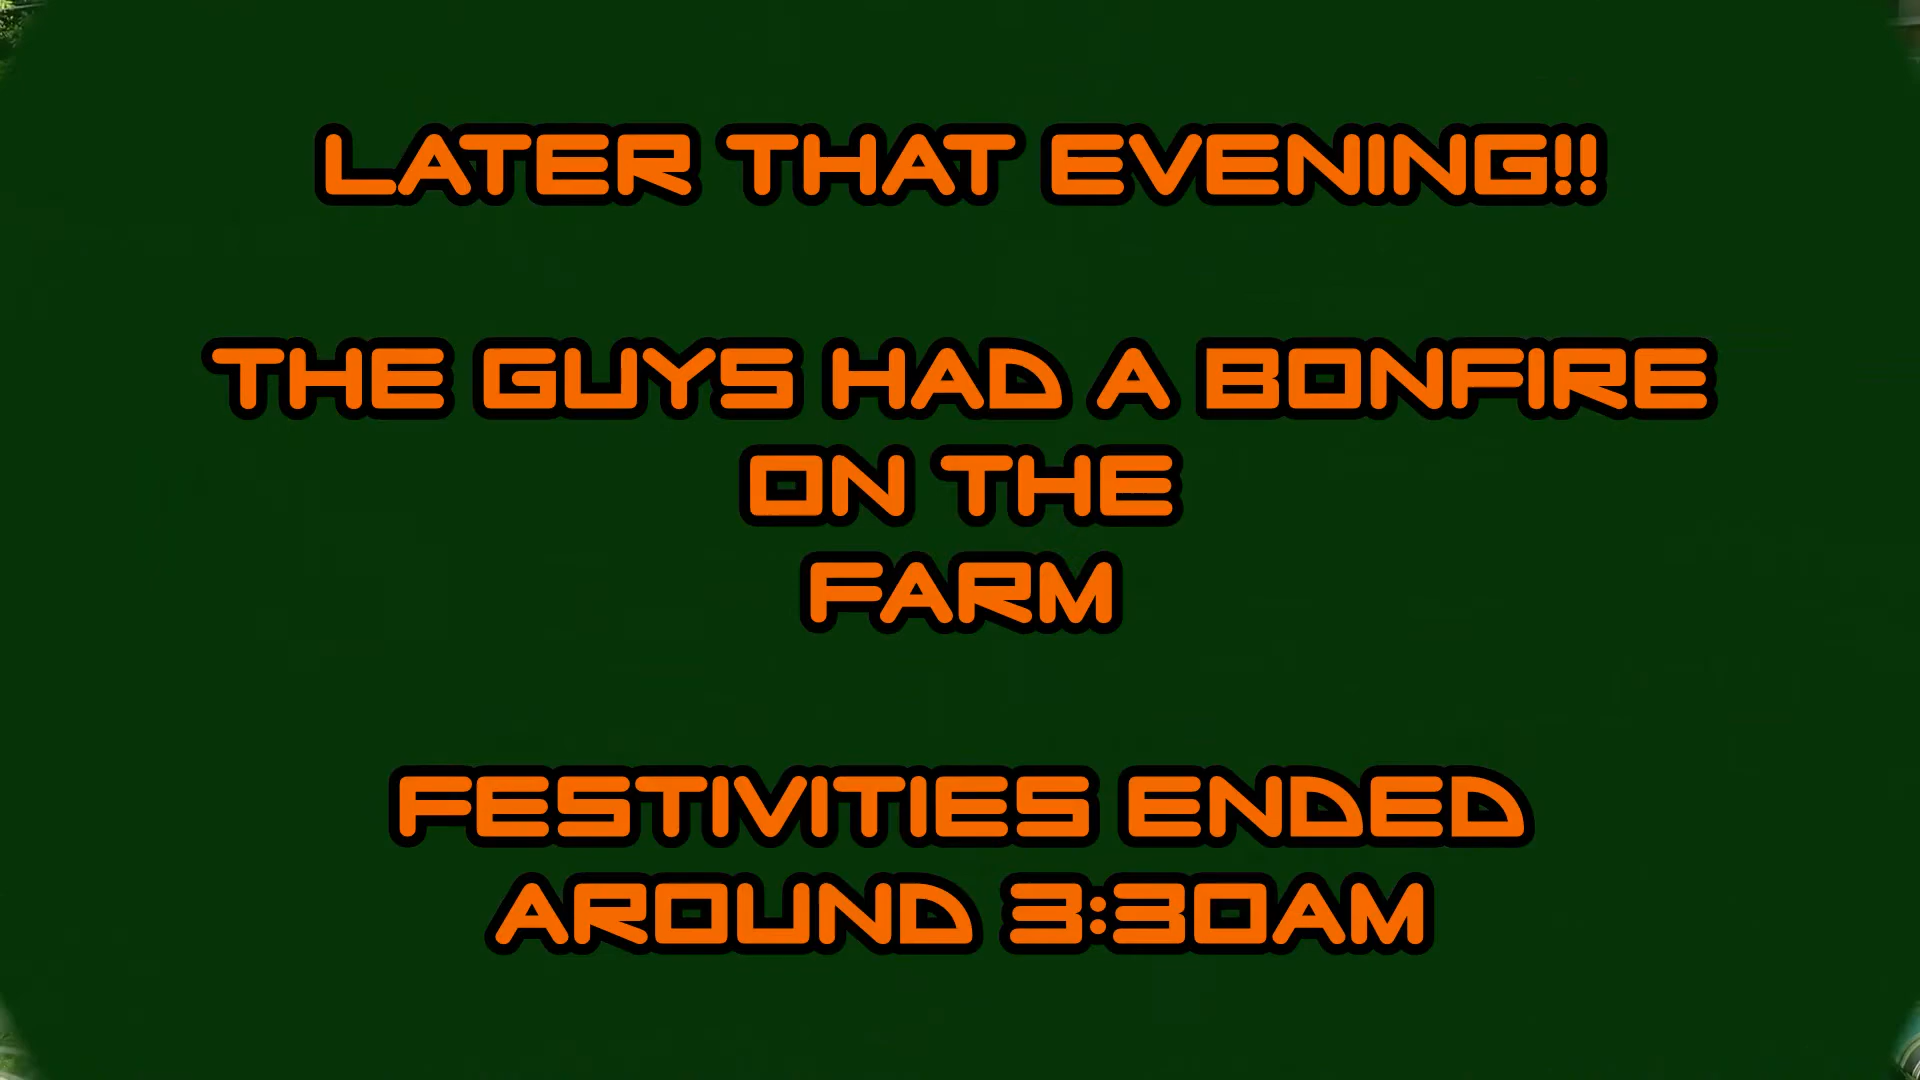 LATER THAT EVENING!!
THE GUYS HAD A BONFIRE
ON THE
FARM
FESTIVITIES ENDED
AROUND 3:30AM